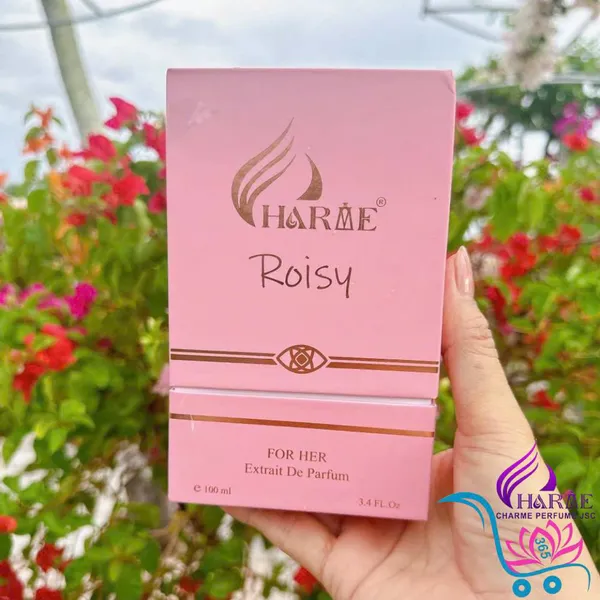 CHARME®
Roisy
FOR HER
Extrait De Parfum
e 100 ml
3.4 FL.Oz
CHARME
CHARME PERFUME.,JSC
365